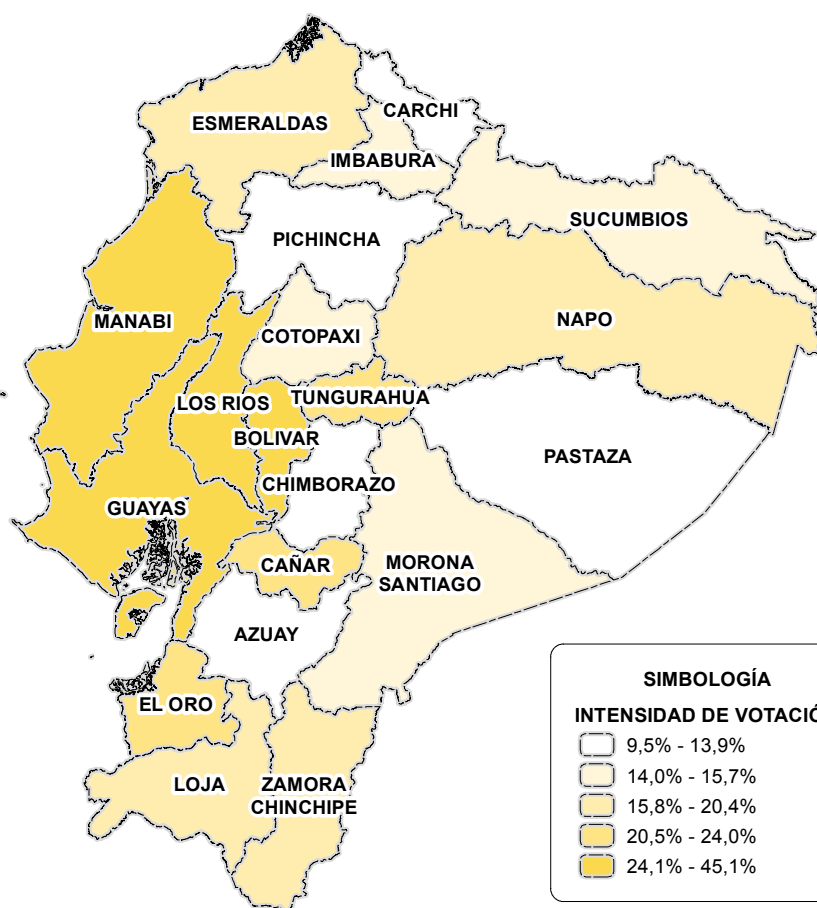 CARCHI
ESMERALDAS
IMBABURA
SUCUMBIOS
PICHINCHA
NAPO
MANABI
COTOPAXI
TUNGURAHUA
LOS RIOS
BOLIVAR
PASTAZA
CHIMBORAZO
GUAYAS
CAÑAR
MORONA
SANTIAGO
AZUAY
EL ORO
LOJA
ZAMORA
CHINCHIPE
SIMBOLOGÍA
INTENSIDAD DE VOTACIÓ
9,5% - 13,9%
14,0% - 15,7%
15,8% - 20,4%
20,5% - 24,0%
24,1% - 45,1%